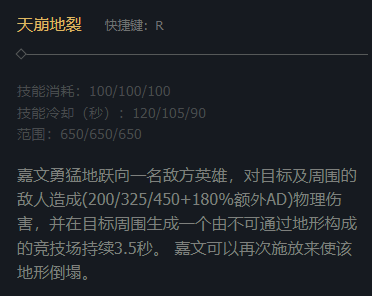 天崩地裂 快捷键：R
技能消耗：100/100/100
技能冷却（秒）：120/105/90
范围：650/650/650
嘉文勇猛地跃向一名敌方英雄，对目标及周围的
敌人造成(200/325/450+180%额外AD)物理伤
害，并在目标周围生成一个由不可通过地形构成
的竞技场持续3.5秒。 嘉文可以再次施放来使该
地形倒塌。